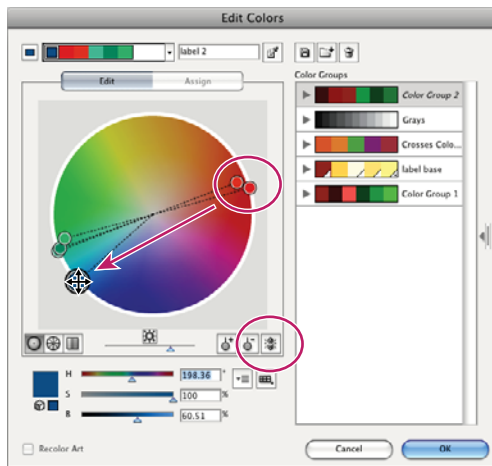 Edit Colors
label 2
Edit
Assign
Color Groups
Color Group 2
Grays
Crosses Colo...
label base
Color Group 1
H 198.36 °
S 100 %
B 60.51 %
Recolor Art
Cancel
OK